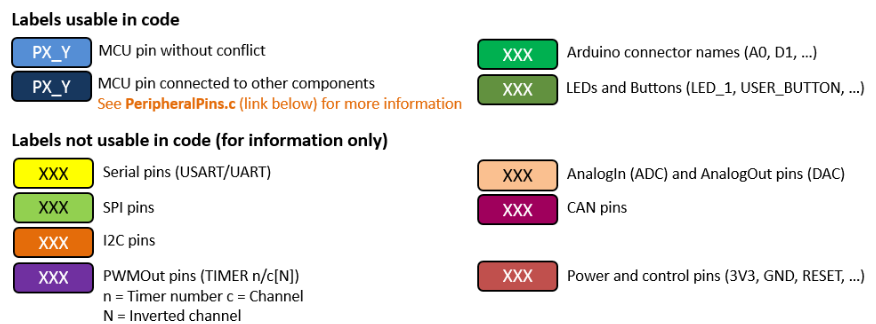 Labels usable in code
PX_Y MCU pin without conflict
XXX Arduino connector names (A0, D1, …)
PX_Y MCU pin connected to other components
See PeripheralPins.c (link below) for more information
XXX LEDs and Buttons (LED_1, USER_BUTTON, …)
Labels not usable in code (for information only)
XXX Serial pins (USART/UART)
XXX AnalogIn (ADC) and AnalogOut pins (DAC)
XXX SPI pins
XXX CAN pins
XXX I2C pins
XXX PWMOut pins (TIMER n/c[N])
n = Timer number c = Channel
N = Inverted channel
XXX Power and control pins (3V3, GND, RESET, …)